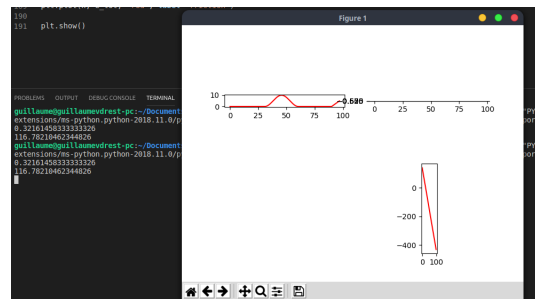 190
191 plt.show()
Figure 1
PROBLEMS OUTPUT DEBUG CONSOLE TERMINAL
guillaume@guillaumevdrest-pc:~/Document
extensions/ms-python.python-2018.11.0/p
0.32161458333333326
116.78210462344826
guillaume@guillaumevdrest-pc:~/Document
extensions/ms-python.python-2018.11.0/p
0.32161458333333326
116.78210462344826
10
0
0 25 50 75 100
0 25 50 75 100
0
−200
−400
0 100